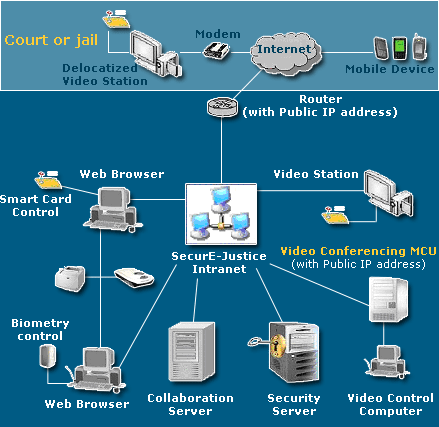 Court or jail
Modem
Internet
Delocatized
Video Station
Mobile Device
Router
(with Public IP address)
Web Browser
Video Station
Smart Card
Control
SecurE-Justice
Intranet
Video Conferencing MCU
(with Public IP address)
Biometry
control
Web Browser
Collaboration
Server
Security
Server
Video Control
Computer